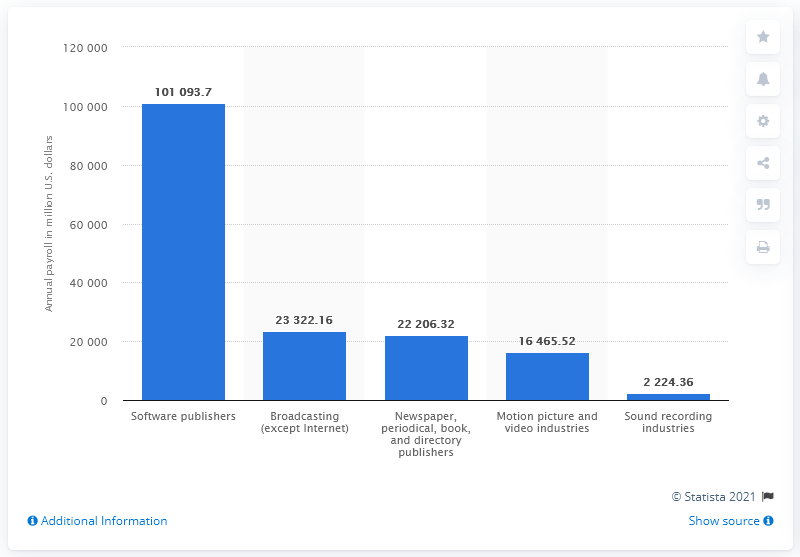 120 000
100 000
80 000
60 000
40 000
20 000
0
Annual payroll in million U.S. dollars
101 093.7
23 322.16
22 206.32
16 465.52
2 224.36
Software publishers
Broadcasting
(except Internet)
Newspaper,
periodical, book,
and directory
publishers
Motion picture and
video industries
Sound recording
industries
© Statista 2021
Additional Information
Show source